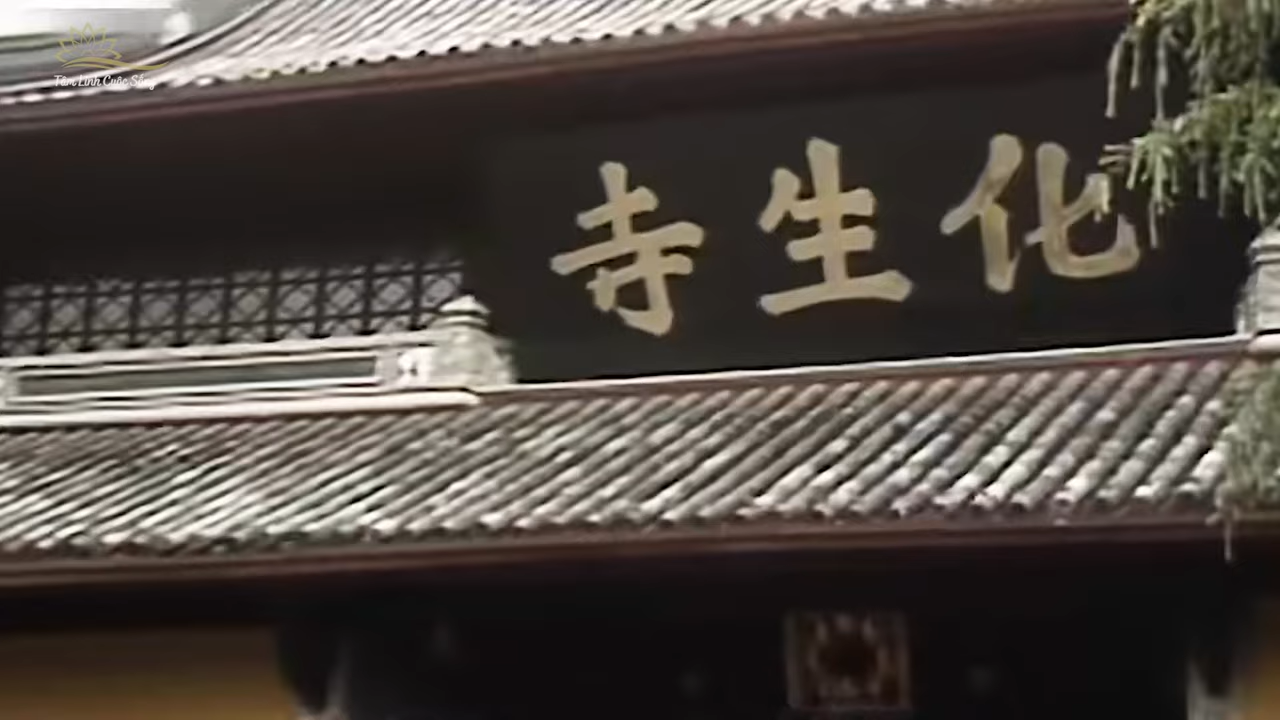 Tâm Linh Cuộc Sống
化生寺